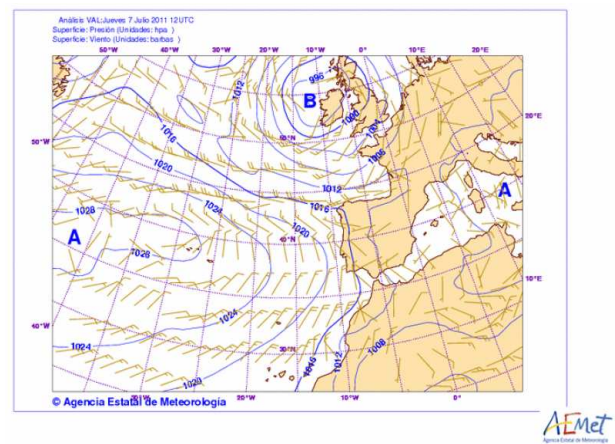 Análisis VAL:Jueves 7 Julio 2011 12UTC
Superficie: Presión (Unidades: hpa )
Superficie: Viento (Unidades: barbas )
50°W 40°W 30°W 20°W 10°W 0° 10°E 20°E
1012
996
B
1000
1004
50°W
1016
55°N
20°E
1008
1020
1012
1028
1024
1016
A
1020
A
45°N
A
1028
10°E
40°W
1024
1008
1024
35°N
1016
1012
1020
30°W 20°W 10°W 0°
© Agencia Estatal de Meteorología
AEMet
Agencia Estatal de Meteorología